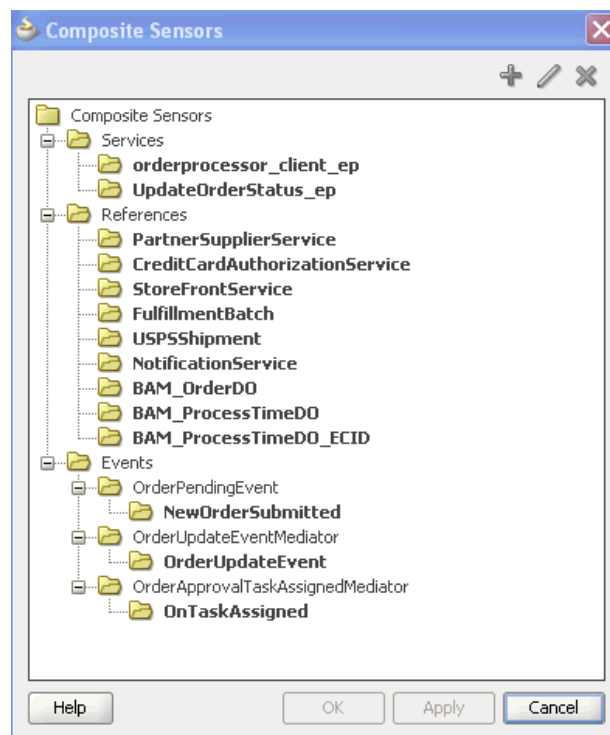 Composite Sensors
Composite Sensors
Services
orderprocessor_client_ep
UpdateOrderStatus_ep
References
PartnerSupplierService
CreditCardAuthorizationService
StoreFrontService
FulfillmentBatch
USPSShipment
NotificationService
BAM_OrderDO
BAM_ProcessTimeDO
BAM_ProcessTimeDO_ECID
Events
OrderPendingEvent
NewOrderSubmitted
OrderUpdateEventMediator
OrderUpdateEvent
OrderApprovalTaskAssignedMediator
OnTaskAssigned
Help OK Apply Cancel